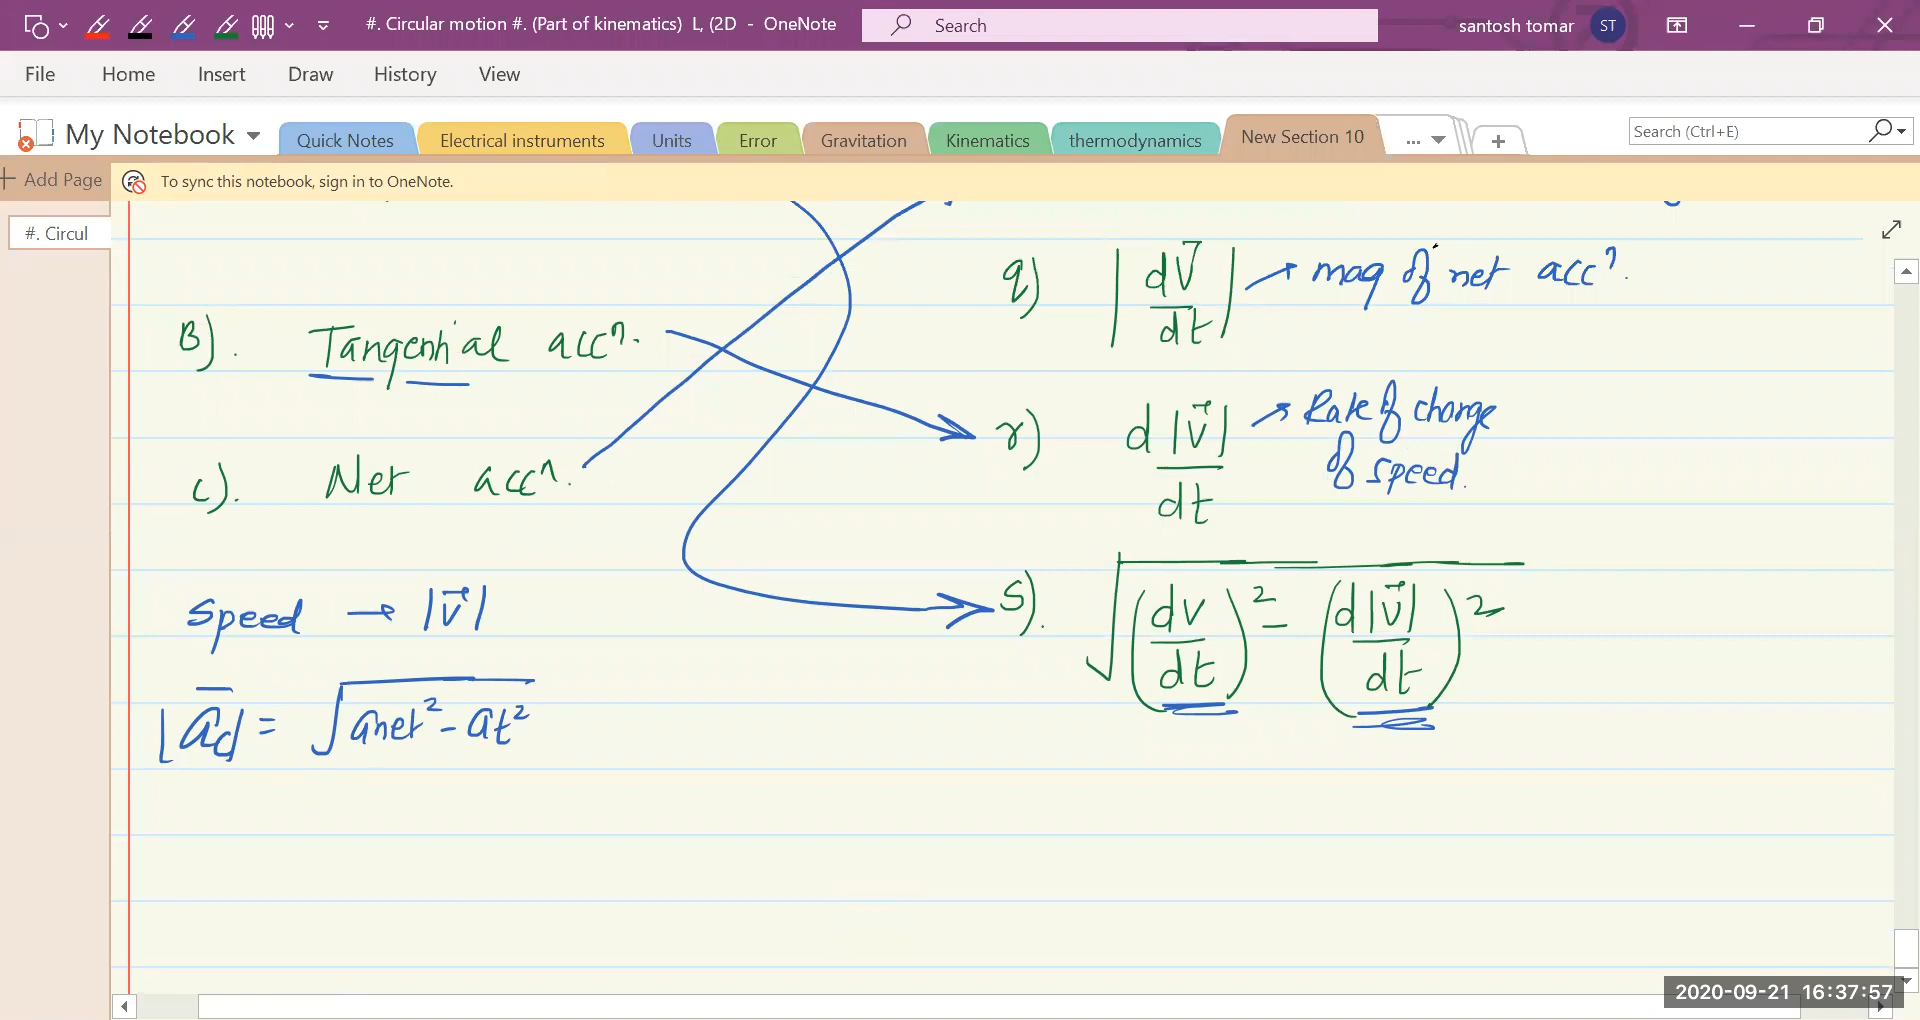 #. Circular motion #. (Part of kinematics) L, (2D - OneNote
Search
santosh tomar
ST
File Home Insert Draw History View
My Notebook
Quick Notes Electrical instruments Units Error Gravitation Kinematics thermodynamics New Section 10 ... +
Search (Ctrl+E)
+ Add Page
To sync this notebook, sign in to OneNote.
#. Circul
q) |dv⃗/dt| → mag of net accⁿ.
B). Tangential accⁿ.
r) d|v⃗|/dt → Rate of change
of speed.
c). Net accⁿ.
Speed → |v⃗|
s). √((dv/dt)² - (d|v⃗|/dt)²)
|a⃗c| = √(anet² - at²)
2020-09-21 16:37:57